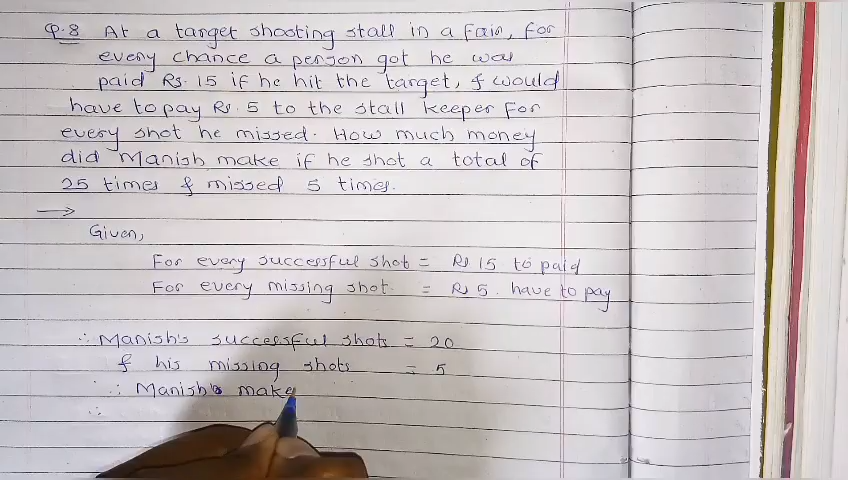 Q.8 At a target shooting stall in a fair, for
every chance a person got he was
paid Rs. 15 if he hit the target, & would
have to pay Rs. 5 to the stall keeper for
every shot he missed. How much money
did Manish make if he shot a total of
25 times & missed 5 times.
→
Given,
For every successful shot = Rs 15 to paid
For every missing shot. = Rs 5. have to pay
∴ Manish's successful shots = 20
& his missing shots = 5
∴ Manish's make
∴